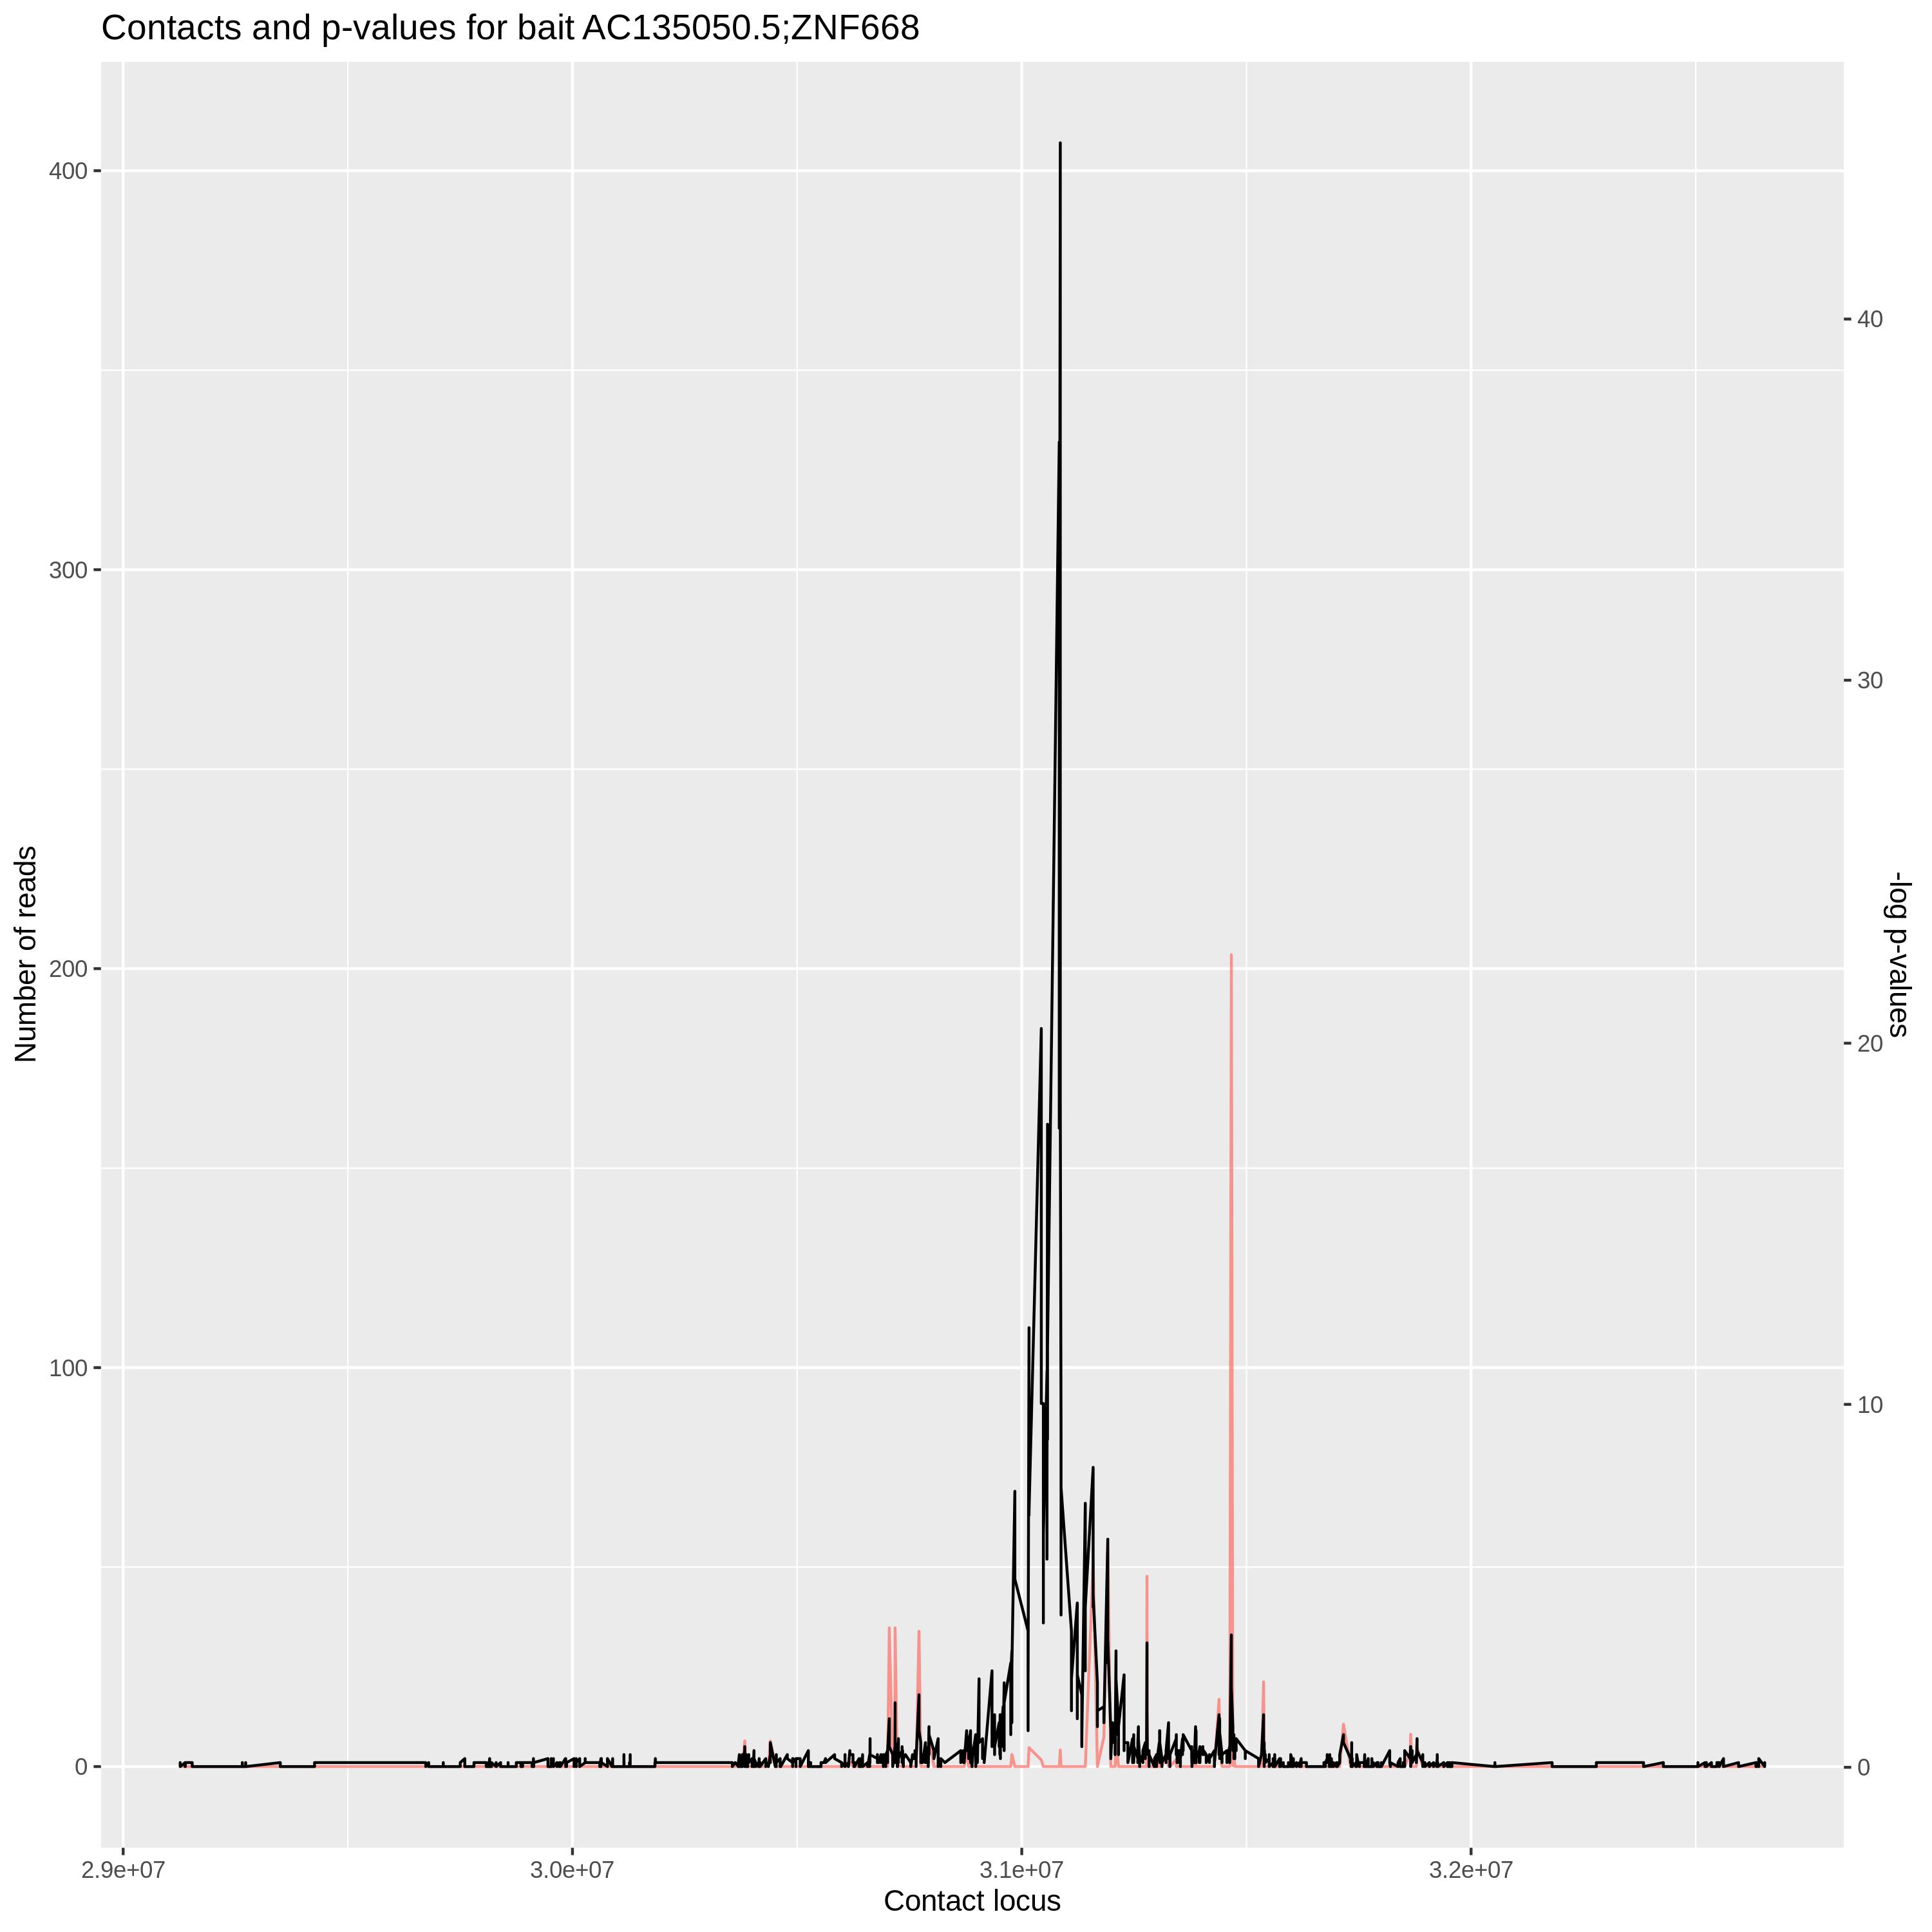 Contacts and p-values for bait AC135050.5;ZNF668
400
300
200
100
0
Number of reads
40
30
20
10
0
-log p-values
2.9e+07
3.0e+07
3.1e+07
3.2e+07
Contact locus